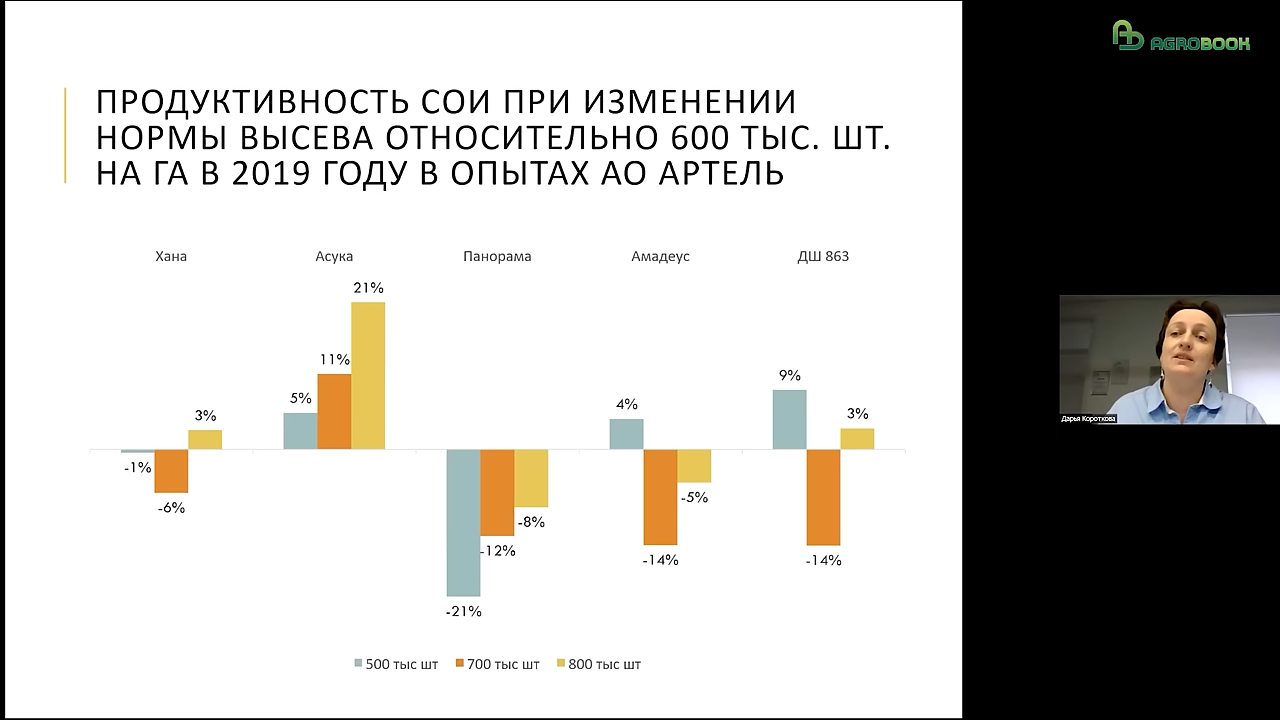 AGROBOOK
ПРОДУКТИВНОСТЬ СОИ ПРИ ИЗМЕНЕНИИ
НОРМЫ ВЫСЕВА ОТНОСИТЕЛЬНО 600 ТЫС. ШТ.
НА ГА В 2019 ГОДУ В ОПЫТАХ АО АРТЕЛЬ
Хана Асука Панорама Амадеус ДШ 863
-1% -6% 3%
5% 11% 21%
-21% -12% -8%
4% -14% -5%
9% -14% 3%
500 тыс шт 700 тыс шт 800 тыс шт
Дарья Короткова